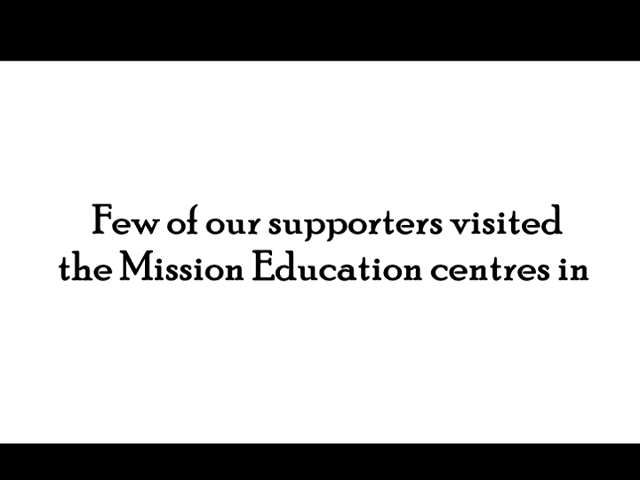 Few of our supporters visited
the Mission Education centres in